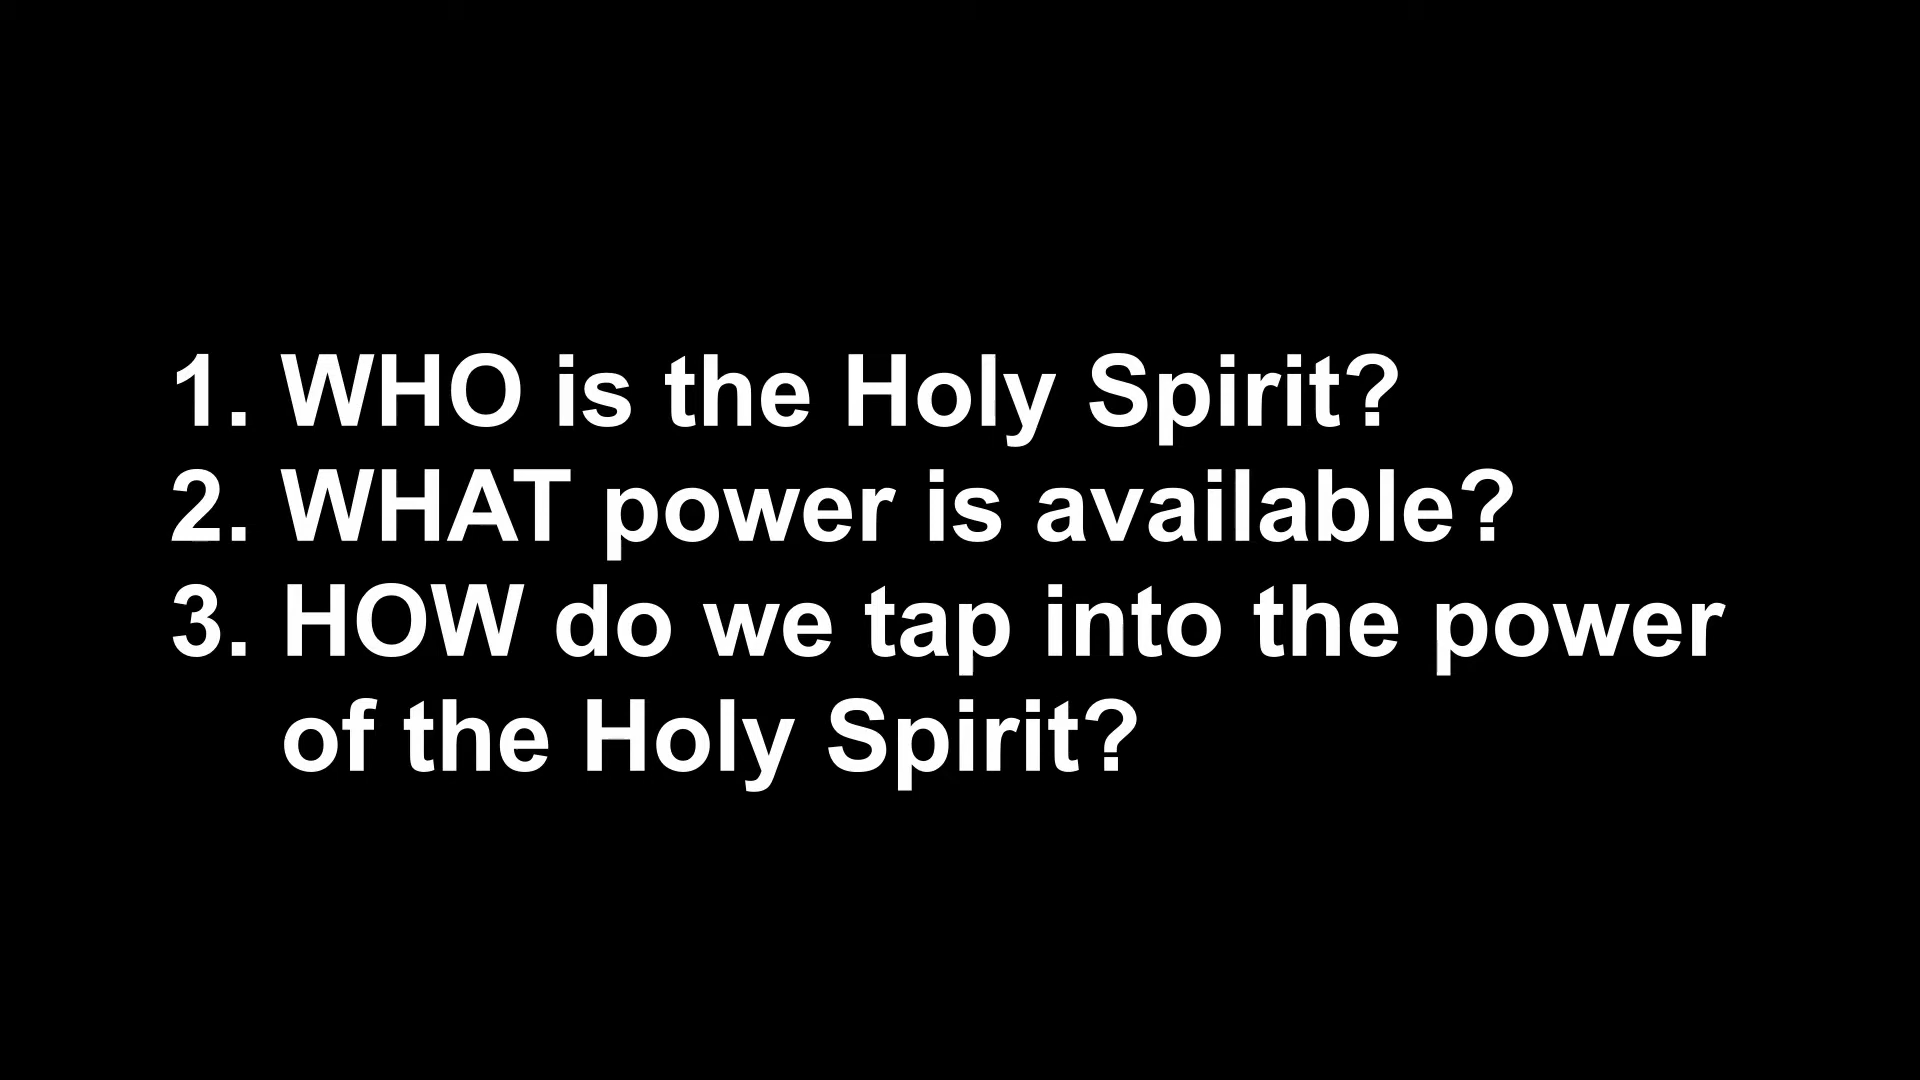 1. WHO is the Holy Spirit?
2. WHAT power is available?
3. HOW do we tap into the power
of the Holy Spirit?